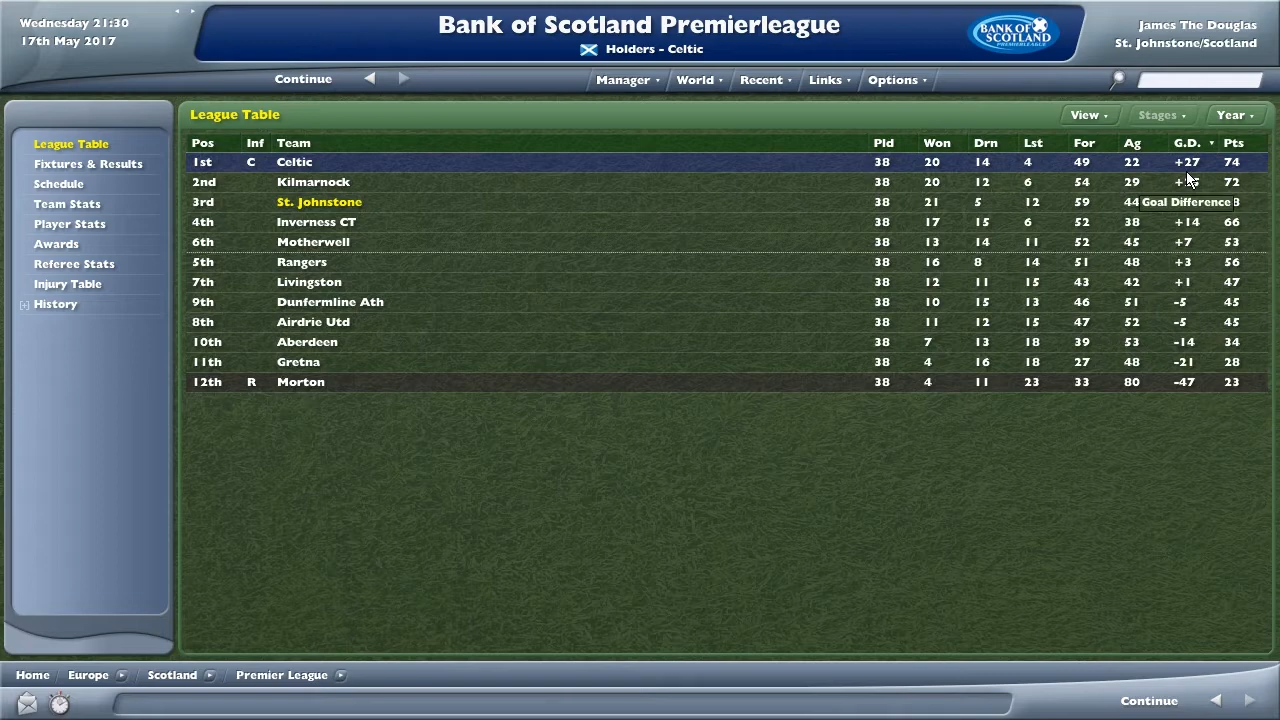 Wednesday 21:30
17th May 2017
Bank of Scotland Premierleague
Holders - Celtic
BANK OF SCOTLAND PREMIERLEAGUE
James The Douglas
St. Johnstone/Scotland
Continue
Manager World Recent Links Options
League Table
Fixtures & Results
Schedule
Team Stats
Player Stats
Awards
Referee Stats
Injury Table
History
League Table
View Stages Year
Pos Inf Team Pld Won Drn Lst For Ag G.D. Pts
1st C Celtic 38 20 14 4 49 22 +27 74
2nd Kilmarnock 38 20 12 6 54 29 72
3rd St. Johnstone 38 21 5 12 59 44 Goal Difference
4th Inverness CT 38 17 15 6 52 38 +14 66
6th Motherwell 38 13 14 11 52 45 +7 53
5th Rangers 38 16 8 14 51 48 +3 56
7th Livingston 38 12 11 15 43 42 +1 47
9th Dunfermline Ath 38 10 15 13 46 51 -5 45
8th Airdrie Utd 38 11 12 15 47 52 -5 45
10th Aberdeen 38 7 13 18 39 53 -14 34
11th Gretna 38 4 16 18 27 48 -21 28
12th R Morton 38 4 11 23 33 80 -47 23
Home Europe Scotland Premier League
Continue